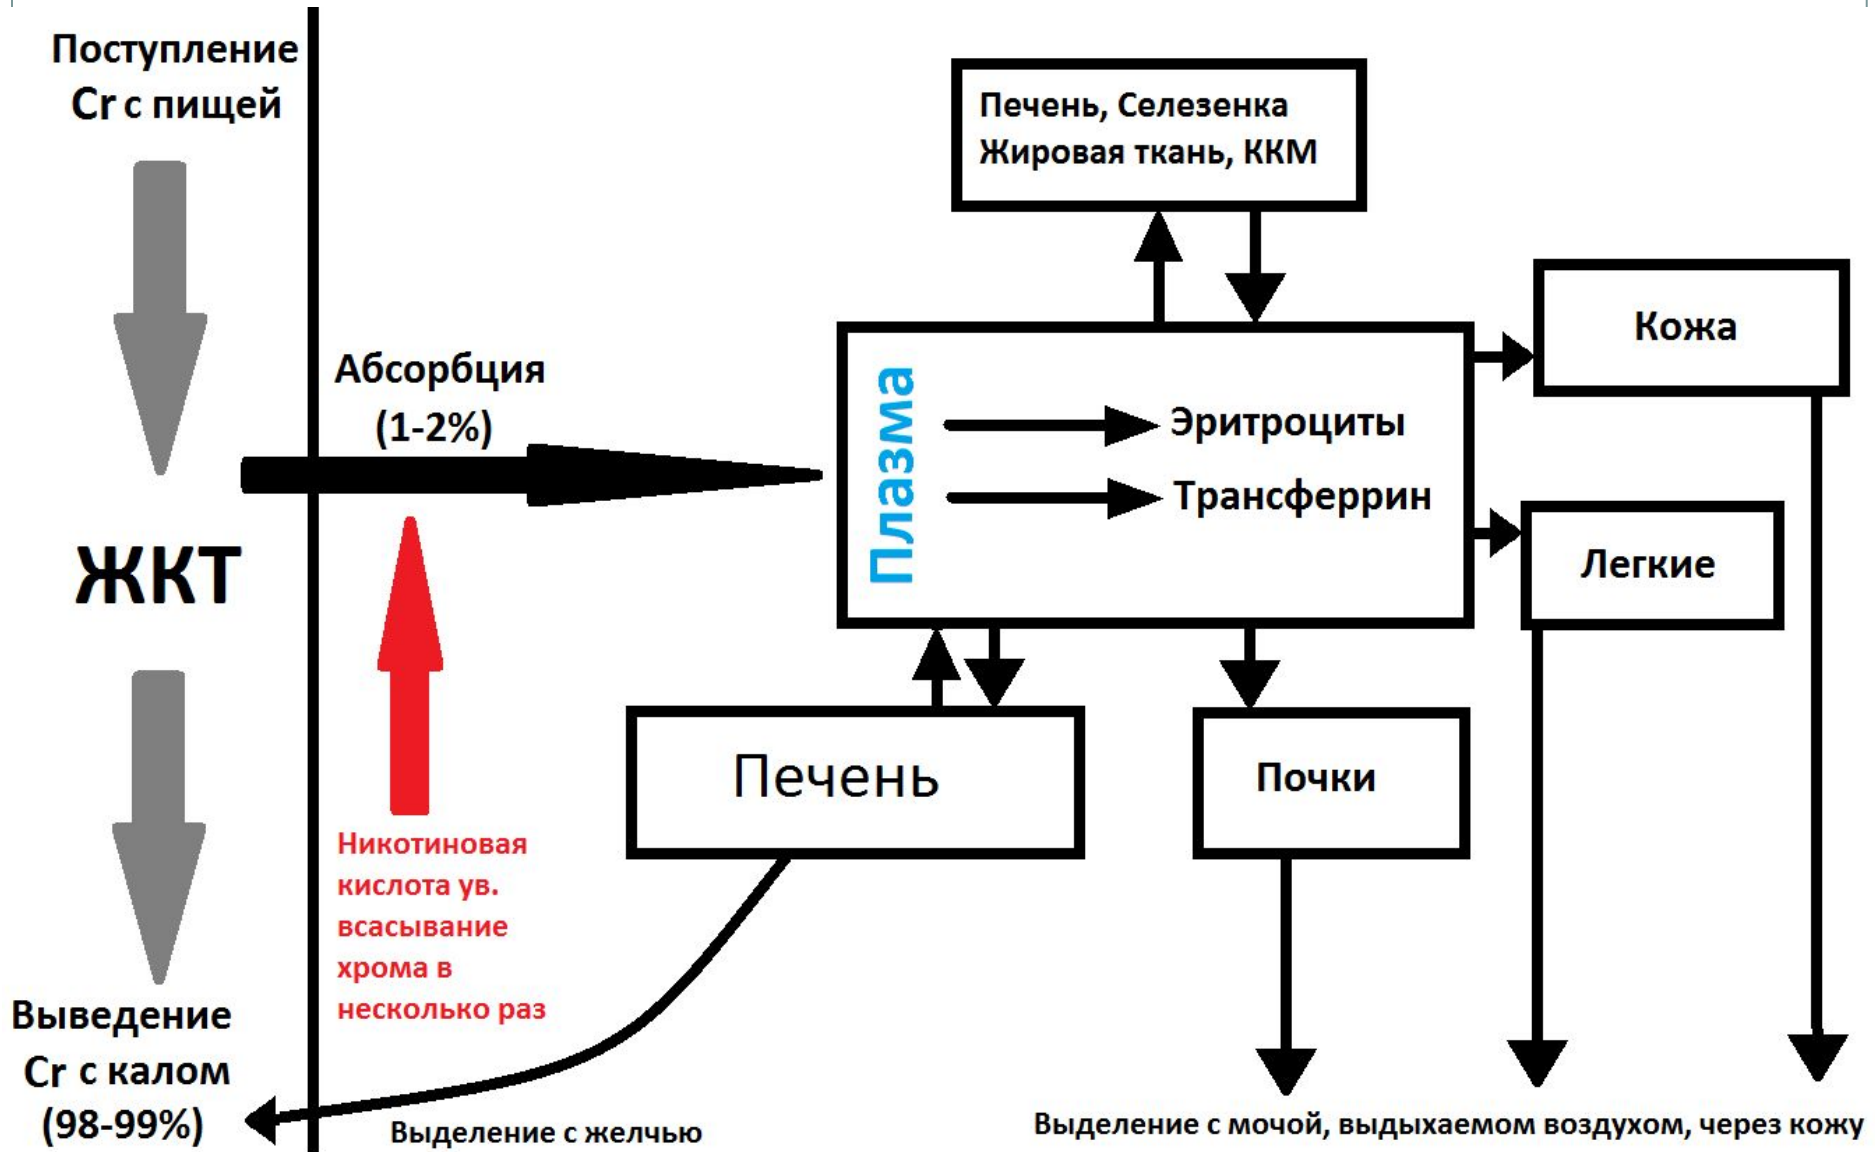 Поступление
Cr с пищей
Печень, Селезенка
Жировая ткань, ККМ
Кожа
Абсорбция
(1-2%)
Плазма
Эритроциты
Трансферрин
ЖКТ
Легкие
Печень
Почки
Никотиновая
кислота ув.
всасывание
хрома в
несколько раз
Выведение
Cr с калом
(98-99%)
Выделение с желчью
Выделение с мочой, выдыхаемом воздухом, через кожу